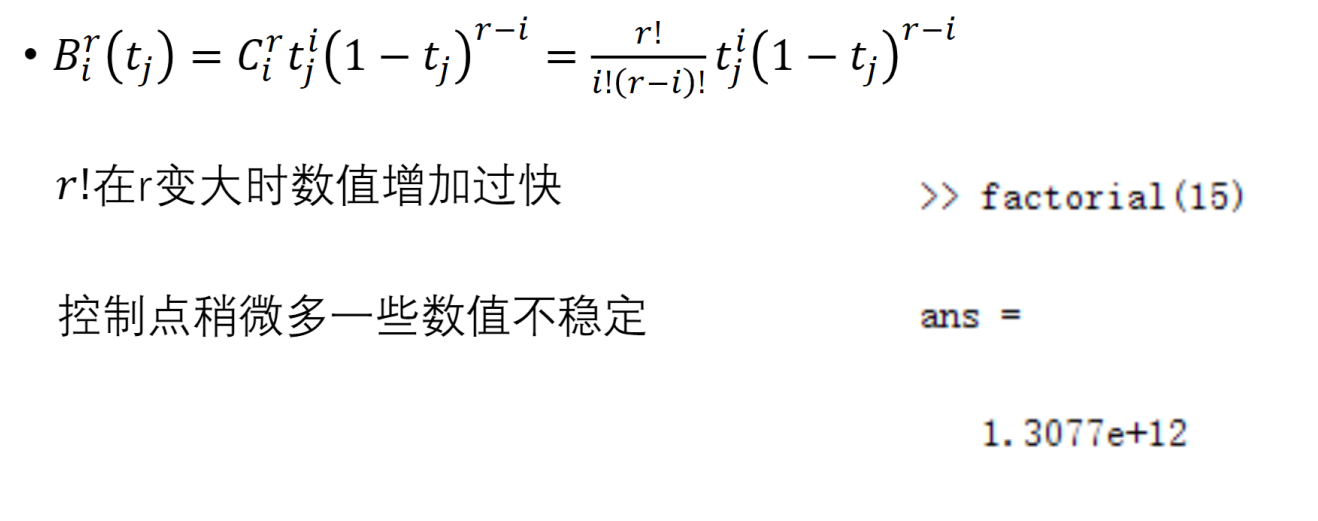 • $B_i^r(t_j) = C_i^r t_j^i (1 - t_j)^{r-i} = \frac{r!}{i!(r-i)!} t_j^i (1 - t_j)^{r-i}$
r!在r变大时数值增加过快
>> factorial(15)
控制点稍微多一些数值不稳定
ans =
1.3077e+12